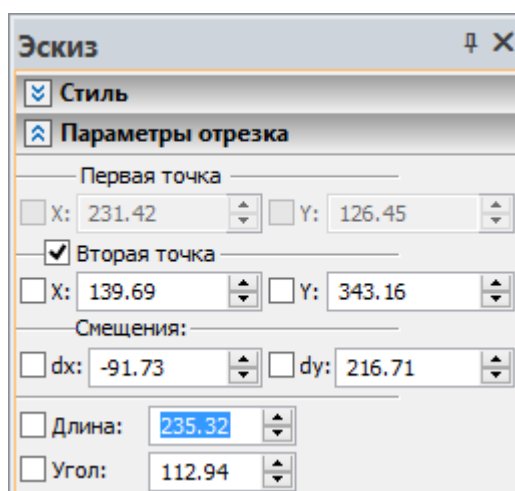 Эскиз
Стиль
Параметры отрезка
Первая точка
X: 231.42 Y: 126.45
Вторая точка
X: 139.69 Y: 343.16
Смещения:
dx: -91.73 dy: 216.71
Длина: 235.32
Угол: 112.94